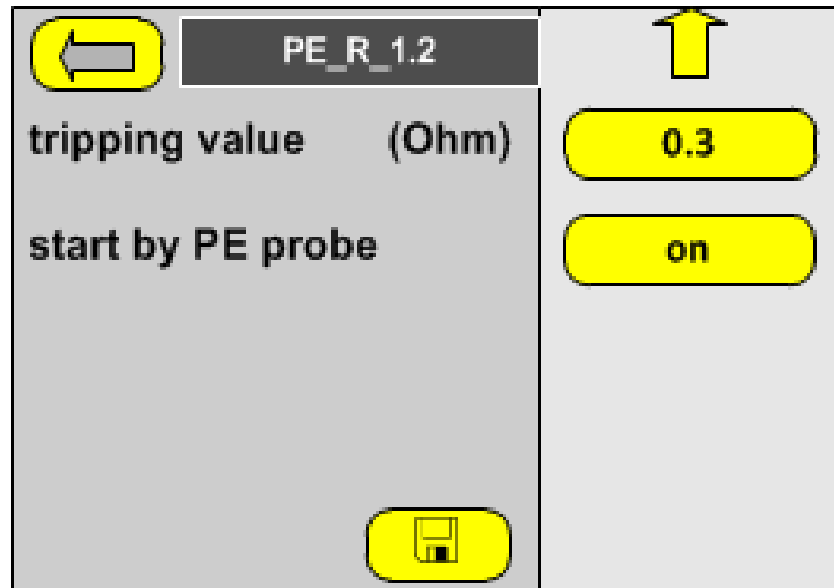 PE_R_1.2
tripping value (Ohm) 0.3
start by PE probe on